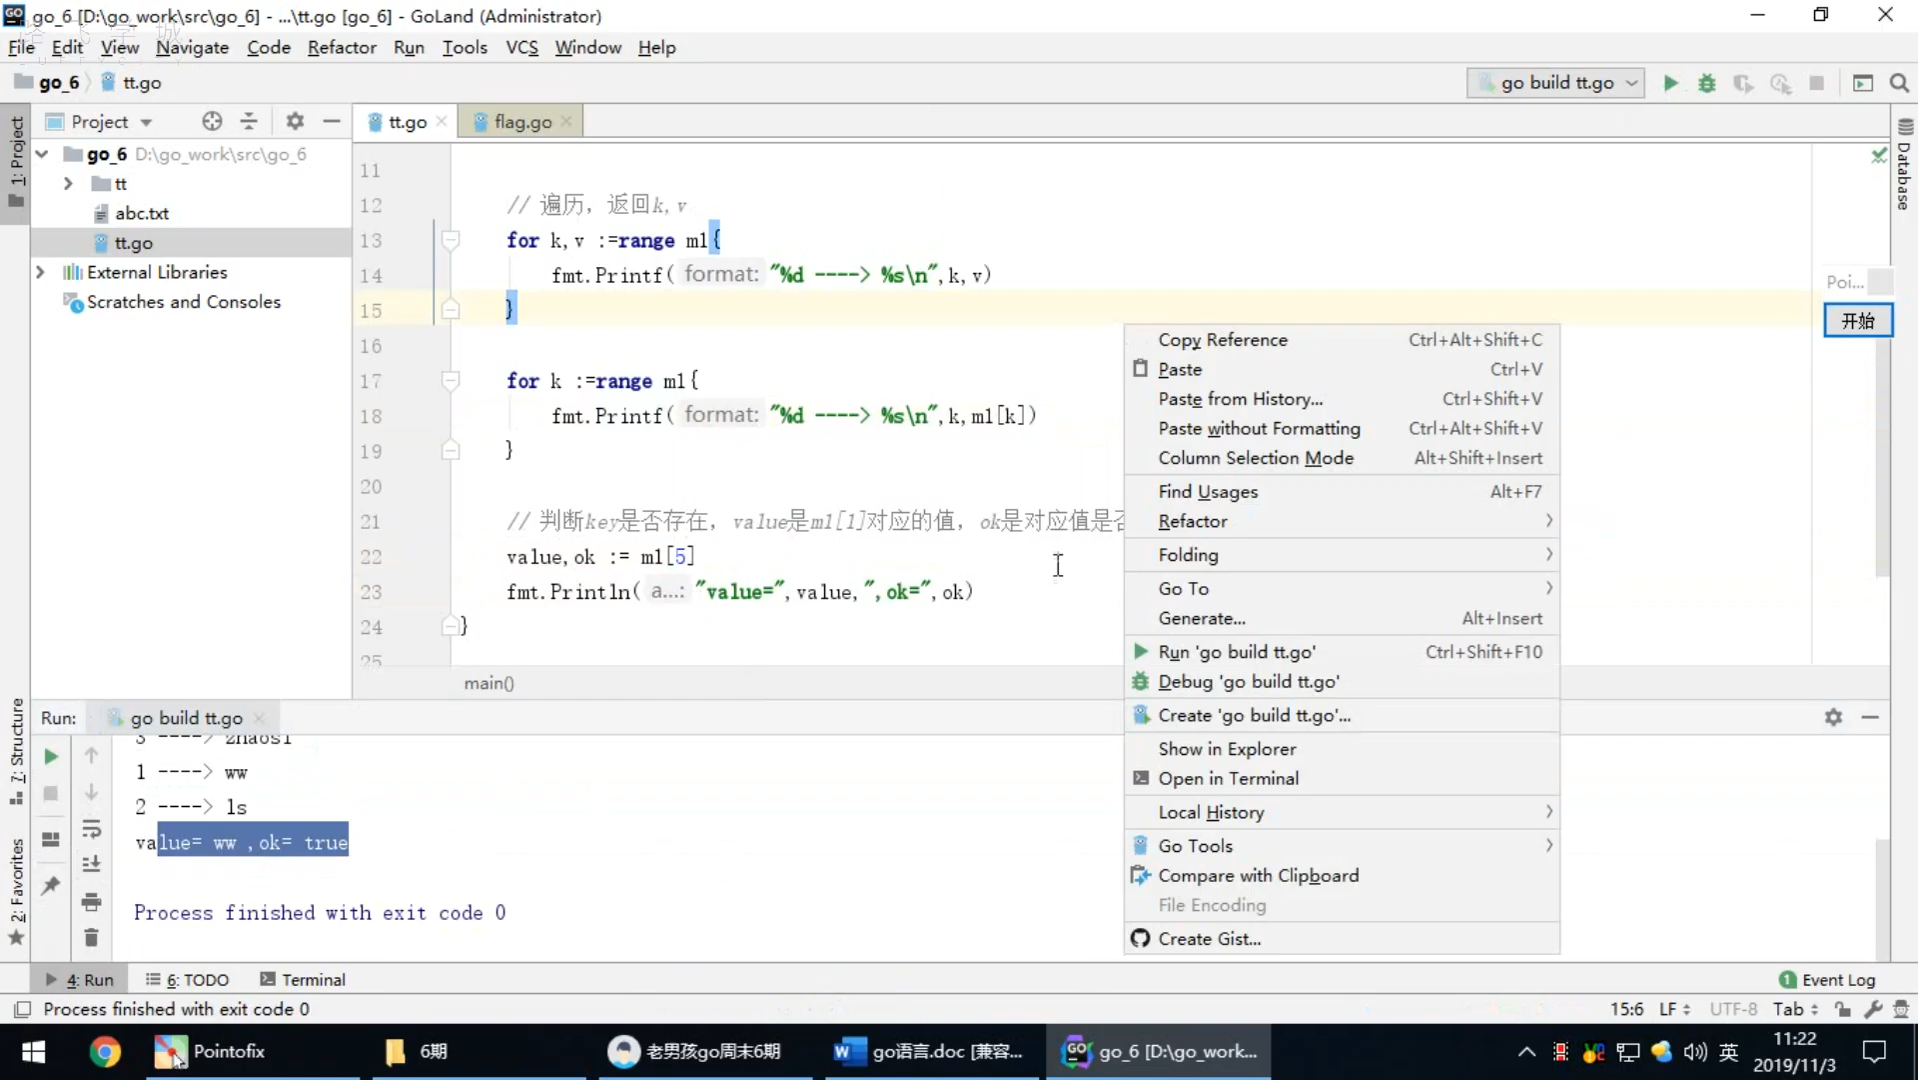 go_6 [D:\go_work\src\go_6] - ...\tt.go [go_6] - GoLand (Administrator)
File Edit View Navigate Code Refactor Run Tools VCS Window Help
go_6 tt.go
go build tt.go
1: Project
Project
tt.go
flag.go
Database
go_6 D:\go_work\src\go_6
tt
abc.txt
tt.go
External Libraries
Scratches and Consoles
11
12 // 遍历，返回k,v
13 for k,v :=range m1{
14 fmt.Printf( format: "%d ----> %s\n",k,v)
15 }
16
17 for k :=range m1{
18 fmt.Printf( format: "%d ----> %s\n",k,m1[k])
19 }
20
21 // 判断key是否存在，value是m1[1]对应的值，ok是对应值是否
22 value,ok := m1[5]
23 fmt.Println( a...: "value=",value,",ok=",ok)
24 }
25
main()
Poi...
开始
Copy Reference Ctrl+Alt+Shift+C
Paste Ctrl+V
Paste from History... Ctrl+Shift+V
Paste without Formatting Ctrl+Alt+Shift+V
Column Selection Mode Alt+Shift+Insert
Find Usages Alt+F7
Refactor
Folding
Go To
Generate... Alt+Insert
Run 'go build tt.go' Ctrl+Shift+F10
Debug 'go build tt.go'
Create 'go build tt.go'...
Show in Explorer
Open in Terminal
Local History
Go Tools
Compare with Clipboard
File Encoding
Create Gist...
7: Structure
2: Favorites
Run: go build tt.go
3 ----> zhaosi
1 ----> ww
2 ----> ls
value= ww ,ok= true
Process finished with exit code 0
4: Run 6: TODO Terminal
1 Event Log
Process finished with exit code 0
15:6 LF UTF-8 Tab
Pointofix
6期
老男孩go周末6期
go语言.doc [兼容...
go_6 [D:\go_work...
英
11:22
2019/11/3